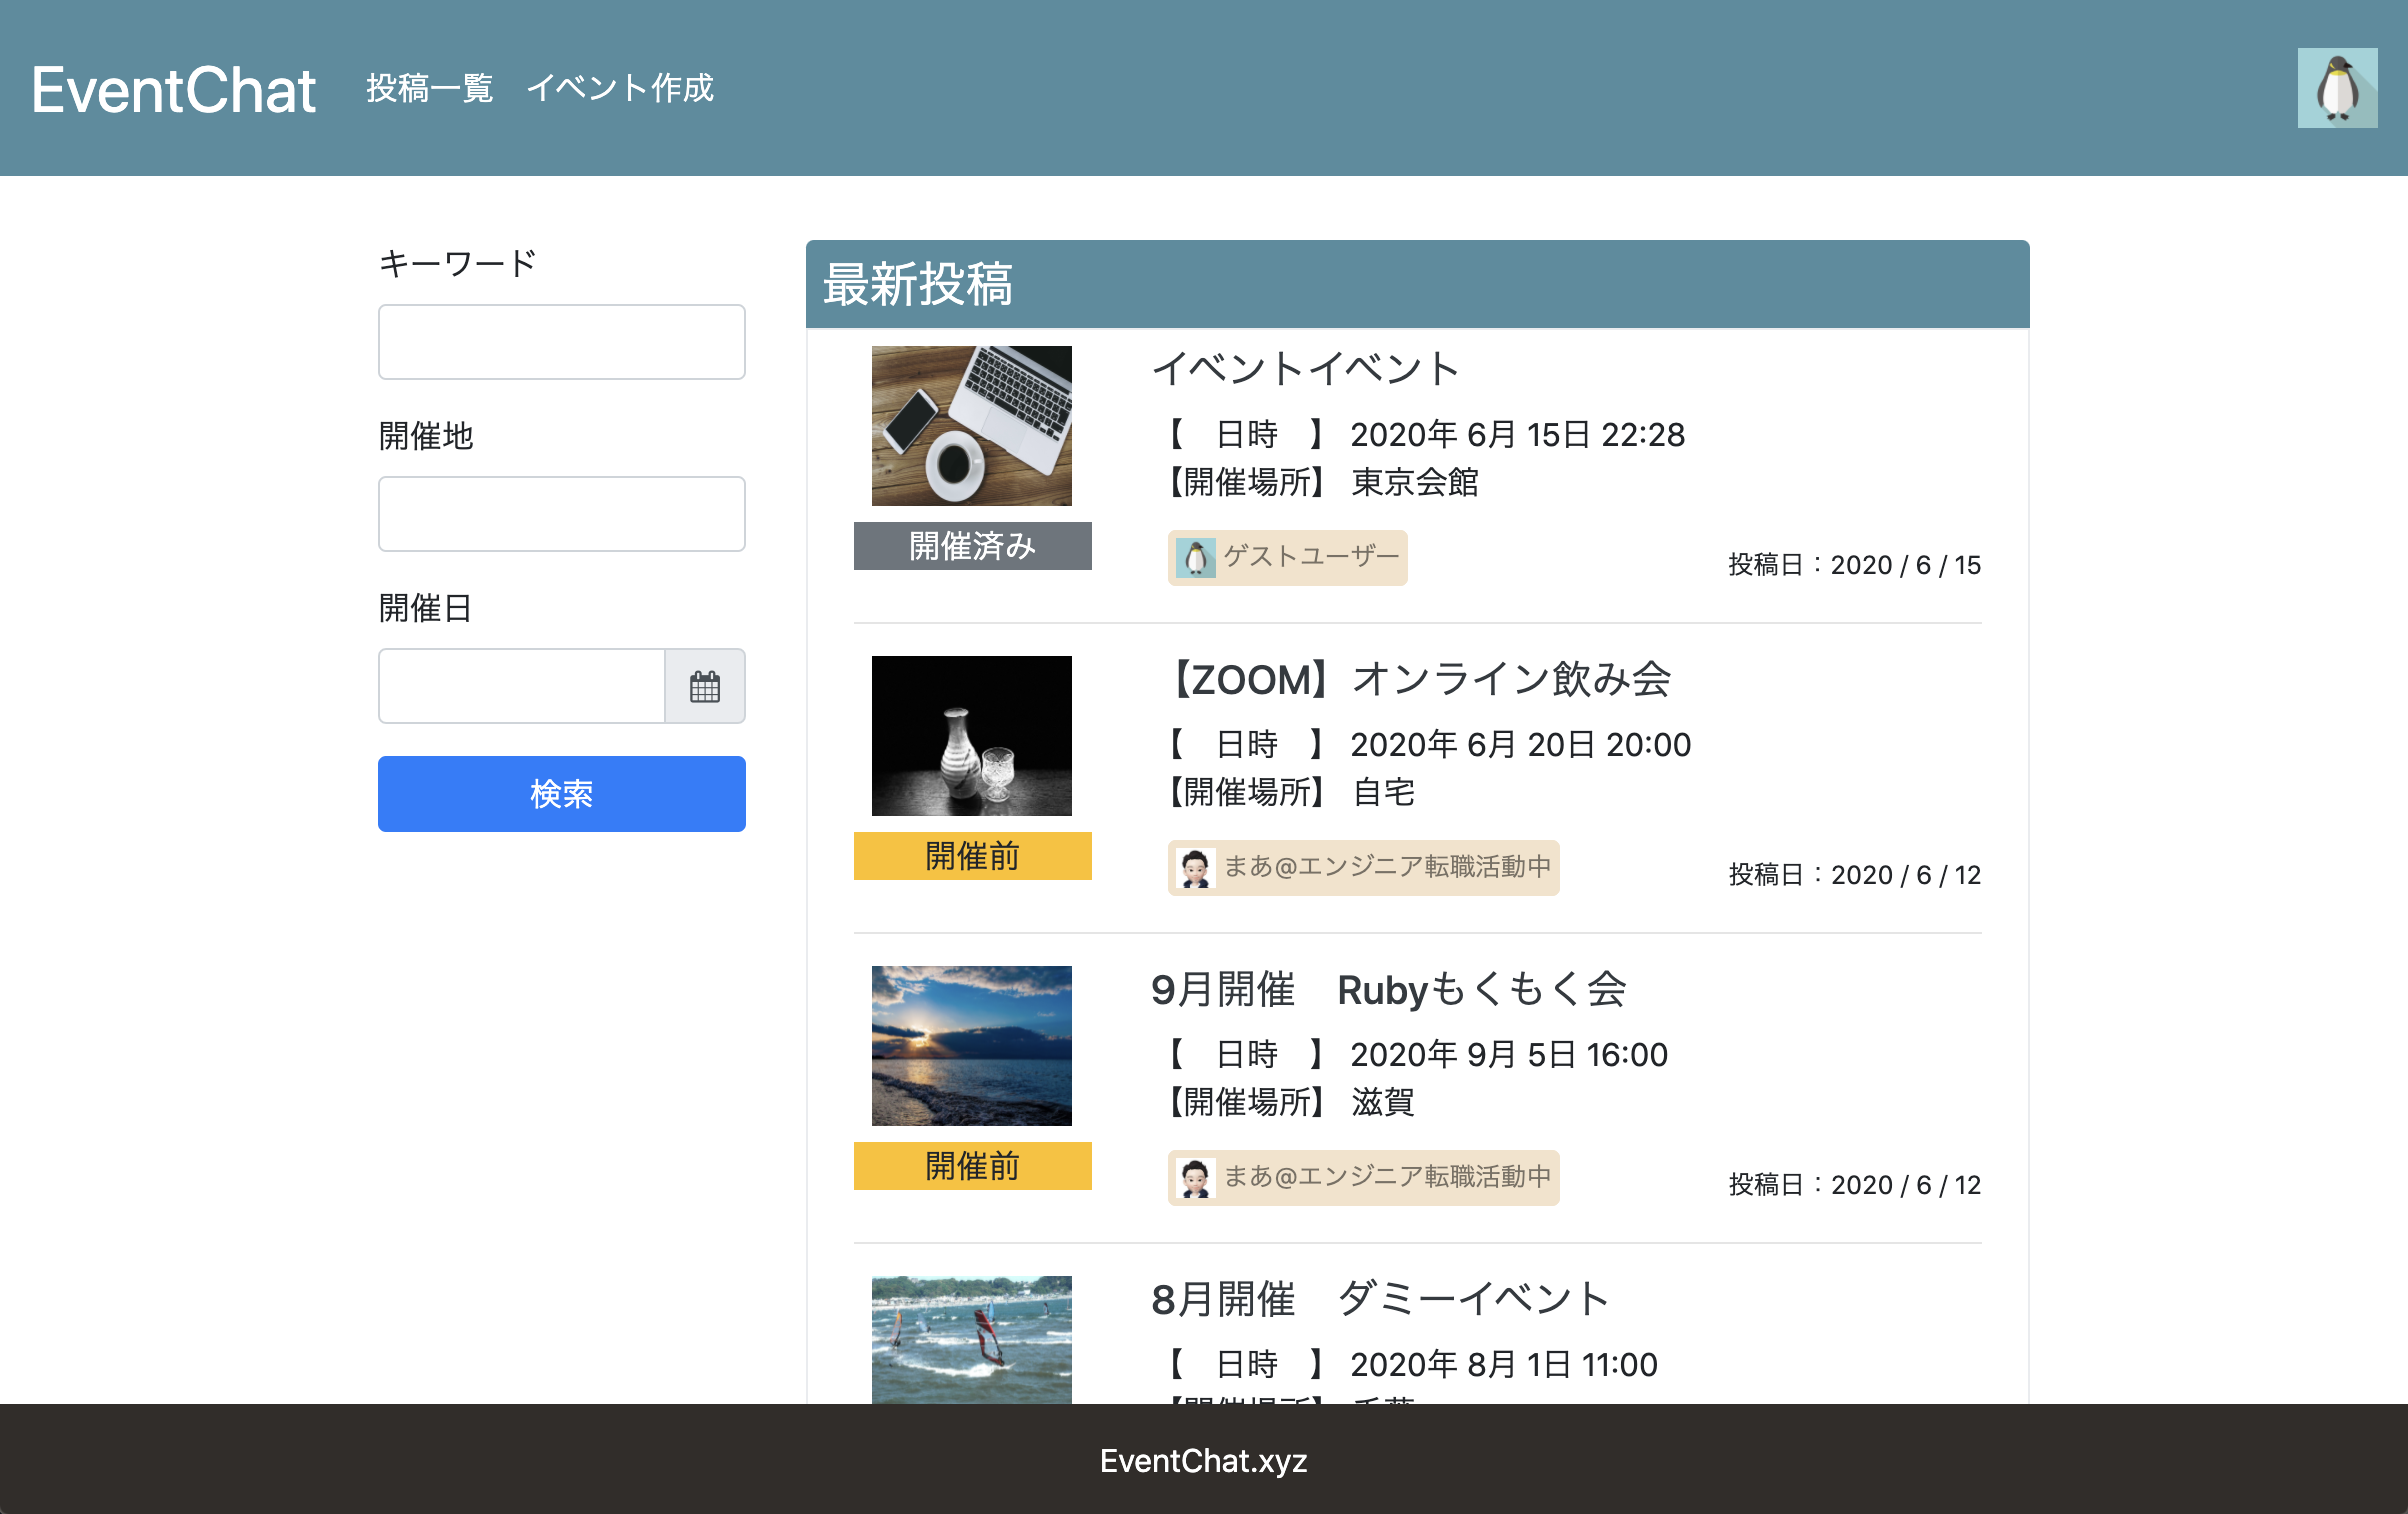 EventChat 投稿一覧 イベント作成
キーワード
開催地
開催日
検索
最新投稿
イベントイベント
【　日時　】 2020年 6月 15日 22:28
【開催場所】 東京会館
開催済み
ゲストユーザー
投稿日：2020 / 6 / 15
【ZOOM】オンライン飲み会
【　日時　】 2020年 6月 20日 20:00
【開催場所】 自宅
開催前
まあ@エンジニア転職活動中
投稿日：2020 / 6 / 12
9月開催　Rubyもくもく会
【　日時　】 2020年 9月 5日 16:00
【開催場所】 滋賀
開催前
まあ@エンジニア転職活動中
投稿日：2020 / 6 / 12
8月開催　ダミーイベント
【　日時　】 2020年 8月 1日 11:00
【開催場所】
EventChat.xyz